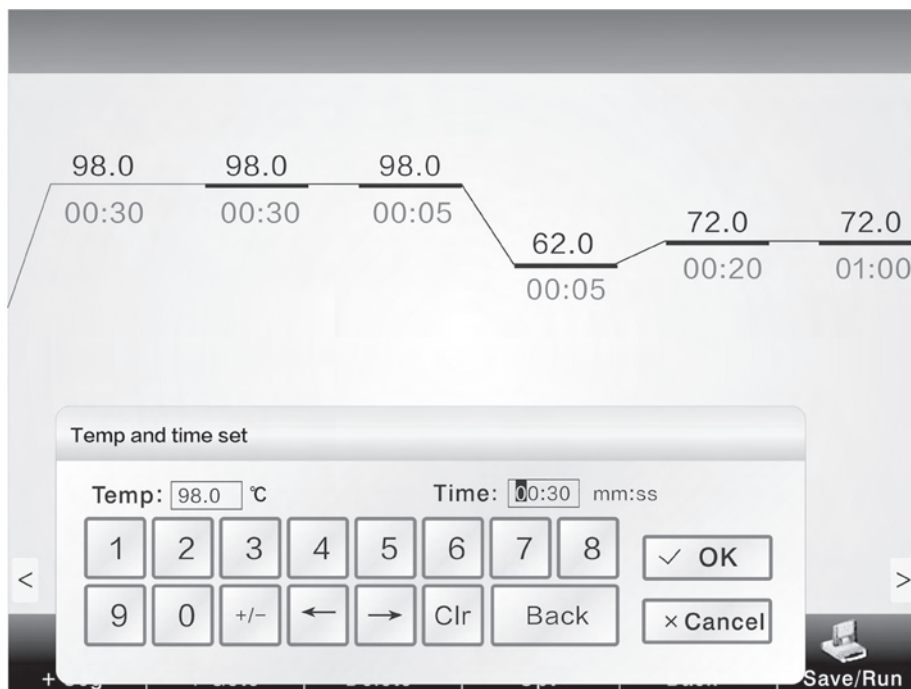 98.0 98.0 98.0
00:30 00:30 00:05
62.0
00:05
72.0 72.0
00:20 01:00
Temp and time set
Temp: 98.0 ℃ Time: 00:30 mm:ss
1 2 3 4 5 6 7 8
✓ OK
< >
9 0 +/- ← → Clr Back
× Cancel
Save/Run